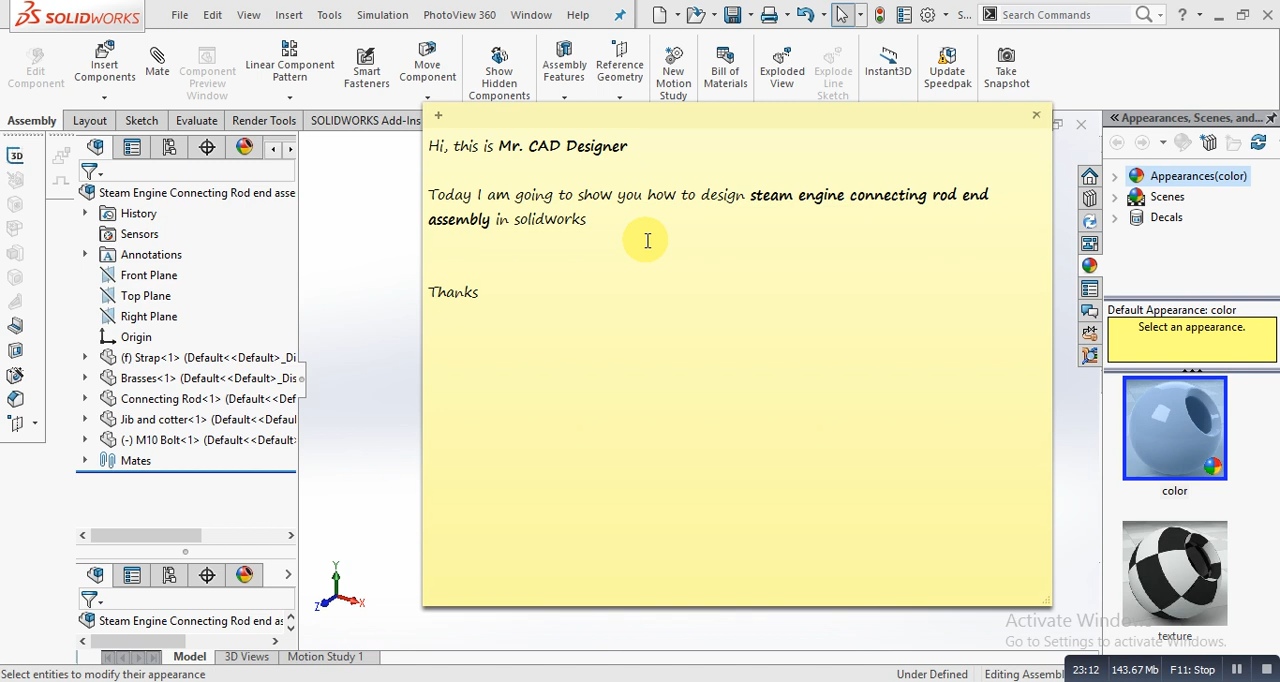 SOLIDWORKS File Edit View Insert Tools Simulation PhotoView 360 Window Help S... Search Commands ?
Edit Component
Insert Components
Mate
Component Preview Window
Linear Component Pattern
Smart Fasteners
Move Component
Show Hidden Components
Assembly Features
Reference Geometry
New Motion Study
Bill of Materials
Exploded View
Explode Line Sketch
Instant3D
Update Speedpak
Take Snapshot
Assembly Layout Sketch Evaluate Render Tools SOLIDWORKS Add-Ins
Steam Engine Connecting Rod end asse
History
Sensors
Annotations
Front Plane
Top Plane
Right Plane
Origin
(f) Strap<1> (Default<<Default>_Di
Brasses<1> (Default<<Default>_Dis
Connecting Rod<1> (Default<<Def
Jib and cotter<1> (Default<<Defaul
(-) M10 Bolt<1> (Default<<Default>
Mates
Steam Engine Connecting Rod end as
3D
Hi, this is Mr. CAD Designer
Today I am going to show you how to design steam engine connecting rod end
assembly in solidworks
Thanks
Y
Z X
Appearances, Scenes, and...
Appearances(color)
Scenes
Decals
Default Appearance: color
Select an appearance.
color
texture
Activate Windows
Go to Settings to activate Windows.
Model 3D Views Motion Study 1
Select entities to modify their appearance Under Defined Editing Assembl
23:12 143.67 Mb F11: Stop